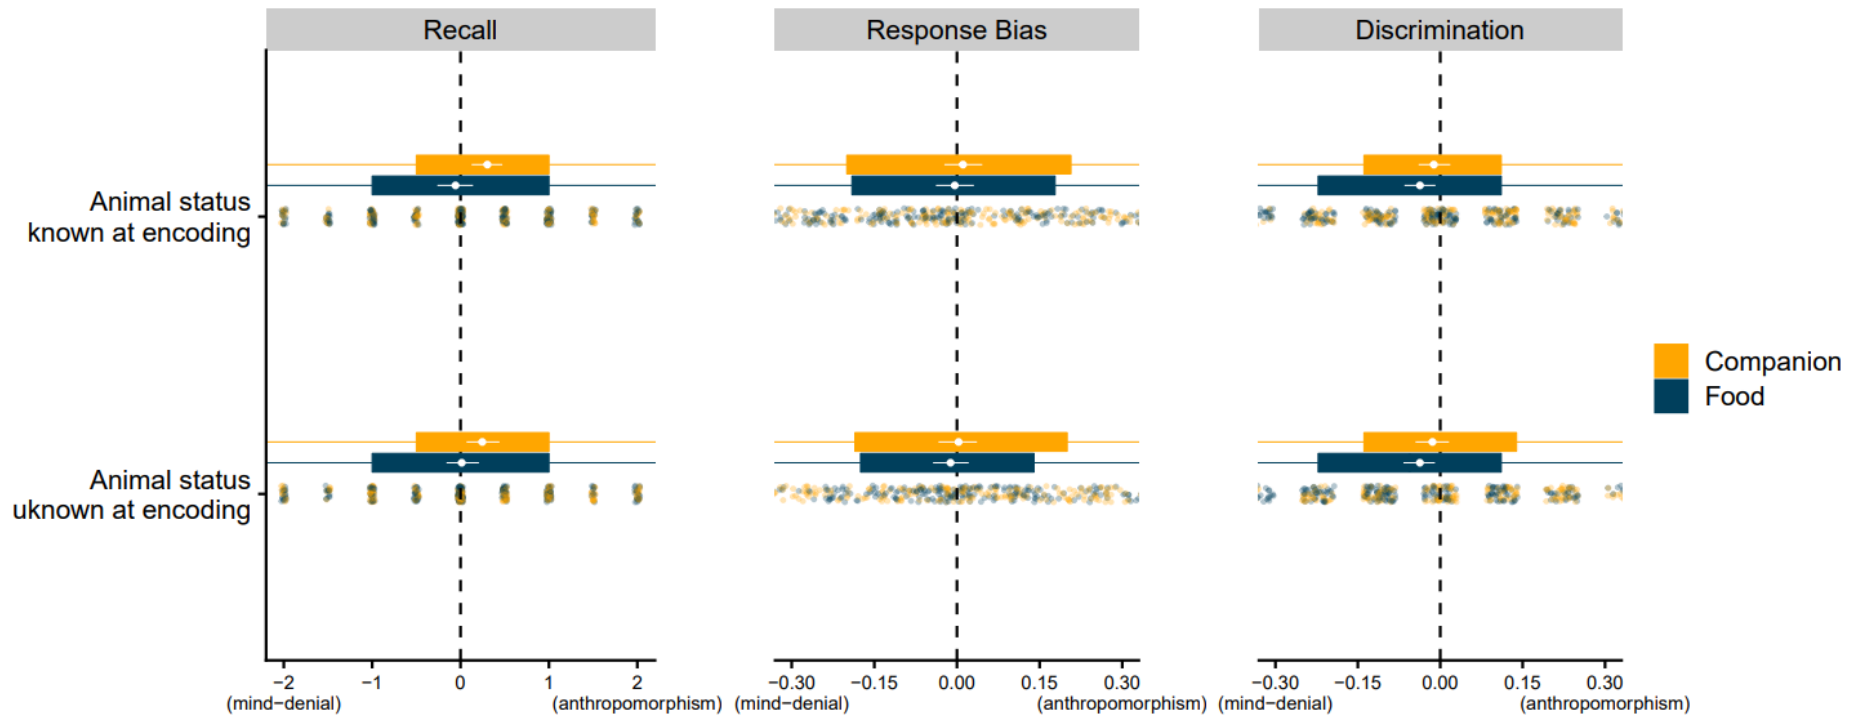 Recall
Response Bias
Discrimination
Animal status
known at encoding
Animal status
uknown at encoding
Companion
Food
−2 −1 0 1 2
(mind−denial) (anthropomorphism)
−0.30 −0.15 0.00 0.15 0.30
(mind−denial) (anthropomorphism)
−0.30 −0.15 0.00 0.15 0.30
(mind−denial) (anthropomorphism)